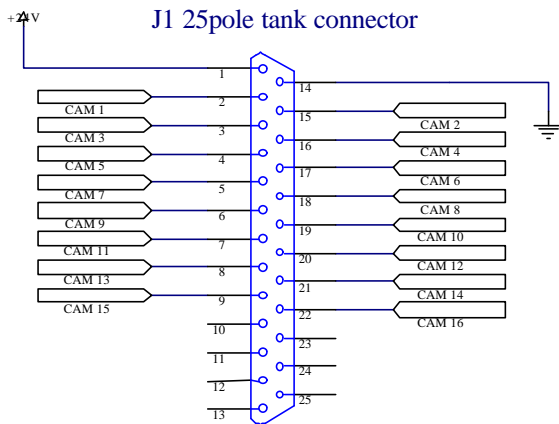 J1 25pole tank connector
+24V
1
14
2
CAM 1
15
CAM 2
3
CAM 3
16
CAM 4
4
CAM 5
17
CAM 6
5
CAM 7
18
CAM 8
6
CAM 9
19
CAM 10
7
CAM 11
20
CAM 12
8
CAM 13
21
CAM 14
9
CAM 15
22
CAM 16
10
23
11
24
12
25
13